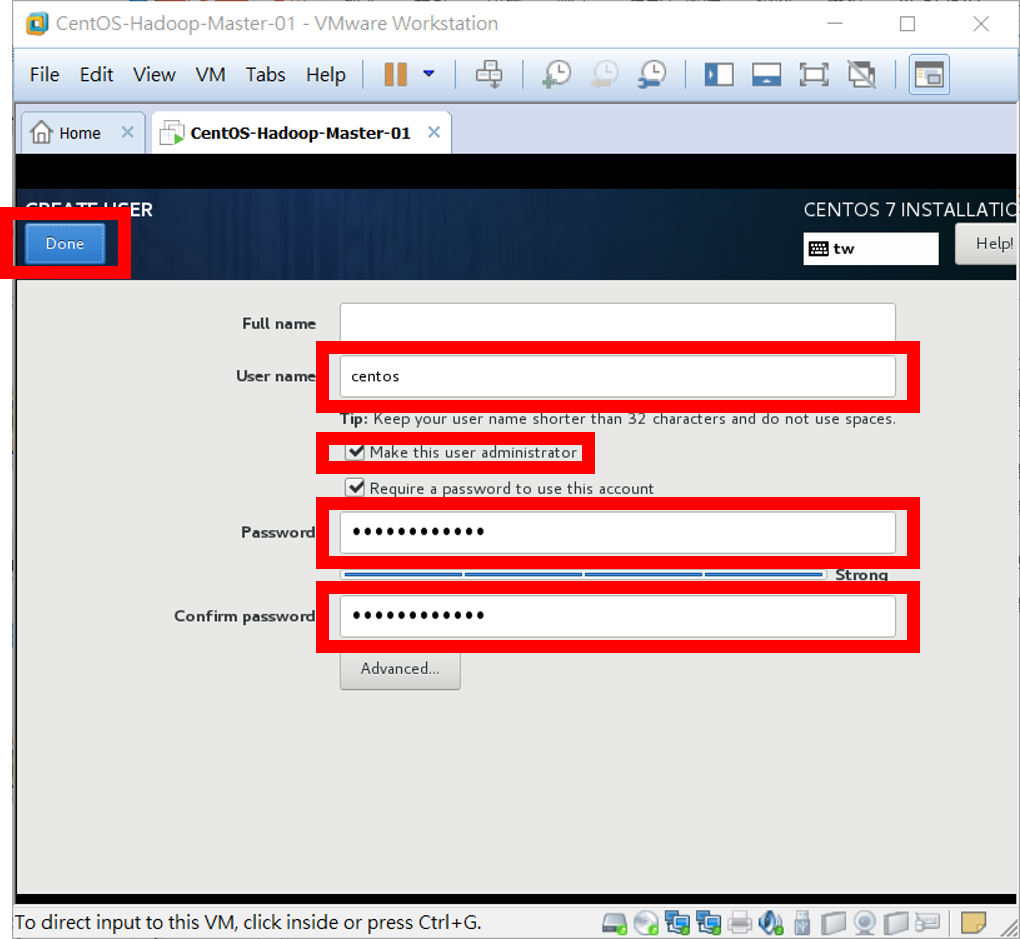 CentOS-Hadoop-Master-01 - VMware Workstation
File Edit View VM Tabs Help
Home CentOS-Hadoop-Master-01
CREATE USER
CENTOS 7 INSTALLATIO
Done
tw
Help!
Full name
User name centos
Tip: Keep your user name shorter than 32 characters and do not use spaces.
Make this user administrator
Require a password to use this account
Password ••••••••••••
Strong
Confirm password ••••••••••••
Advanced...
To direct input to this VM, click inside or press Ctrl+G.